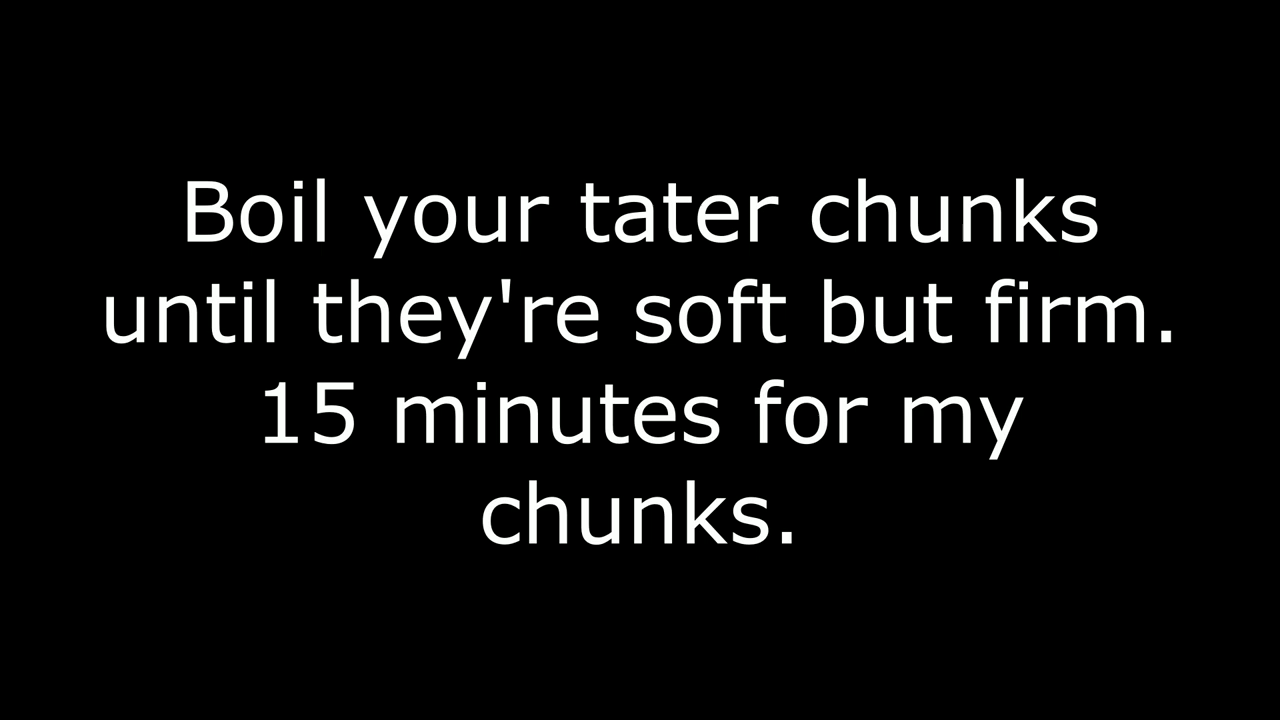 Boil your tater chunks
until they're soft but firm.
15 minutes for my
chunks.